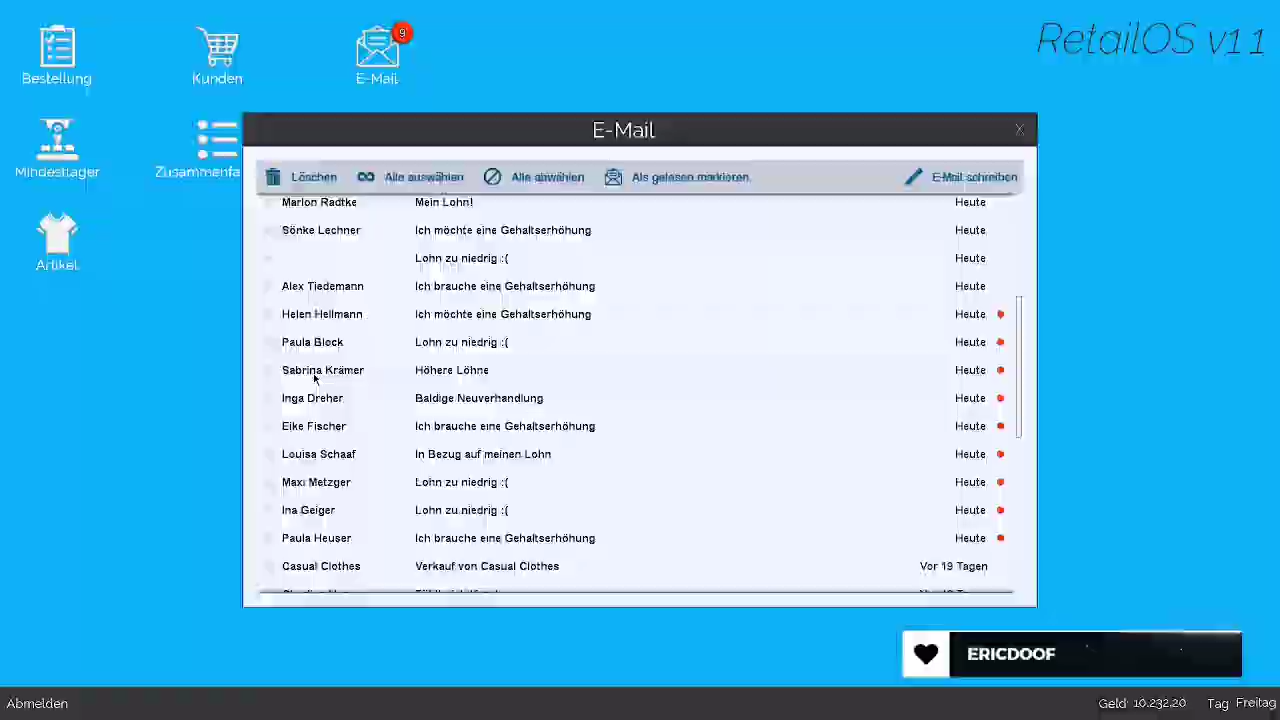 RetailOS v11
Bestellung
Kunden
9
E-Mail
Mindestlager
Zusammenfa
Artikel
E-Mail
X
Löschen
Alle auswählen
Alle abwählen
Als gelesen markieren
E-Mail schreiben
Marlon Radtke Mein Lohn! Heute
Sönke Lechner Ich möchte eine Gehaltserhöhung Heute
Lohn zu niedrig :( Heute
Alex Tiedemann Ich brauche eine Gehaltserhöhung Heute
Helen Hellmann Ich möchte eine Gehaltserhöhung Heute
Paula Block Lohn zu niedrig :( Heute
Sabrina Krämer Höhere Löhne Heute
Inga Dreher Baldige Neuverhandlung Heute
Eike Fischer Ich brauche eine Gehaltserhöhung Heute
Louisa Schaaf In Bezug auf meinen Lohn Heute
Maxi Metzger Lohn zu niedrig :( Heute
Ina Geiger Lohn zu niedrig :( Heute
Paula Heuser Ich brauche eine Gehaltserhöhung Heute
Casual Clothes Verkauf von Casual Clothes Vor 19 Tagen
ERICDOOF
Abmelden
Geld: 10.232.20 Tag Freitag